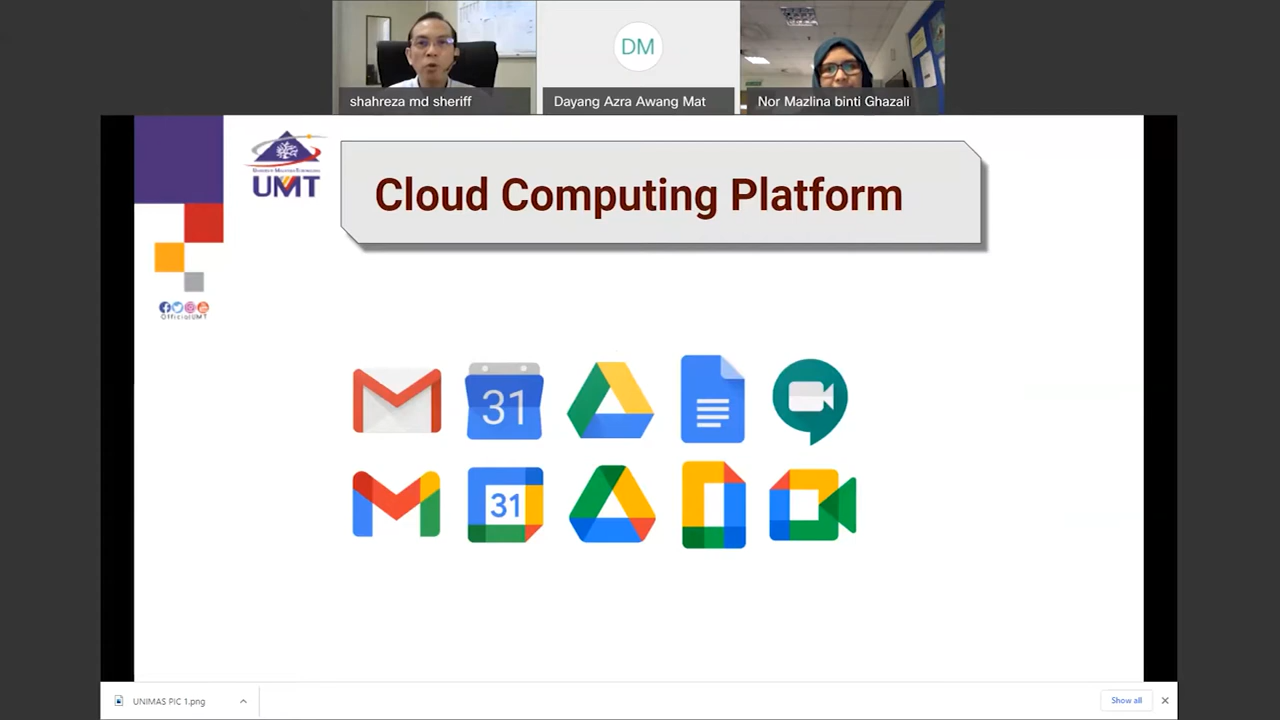 DM
shahreza md sheriff
Dayang Azra Awang Mat
Nor Mazlina binti Ghazali
UMT
Cloud Computing Platform
OfficialUMT
31
31
UNIMAS PIC 1.png
Show all